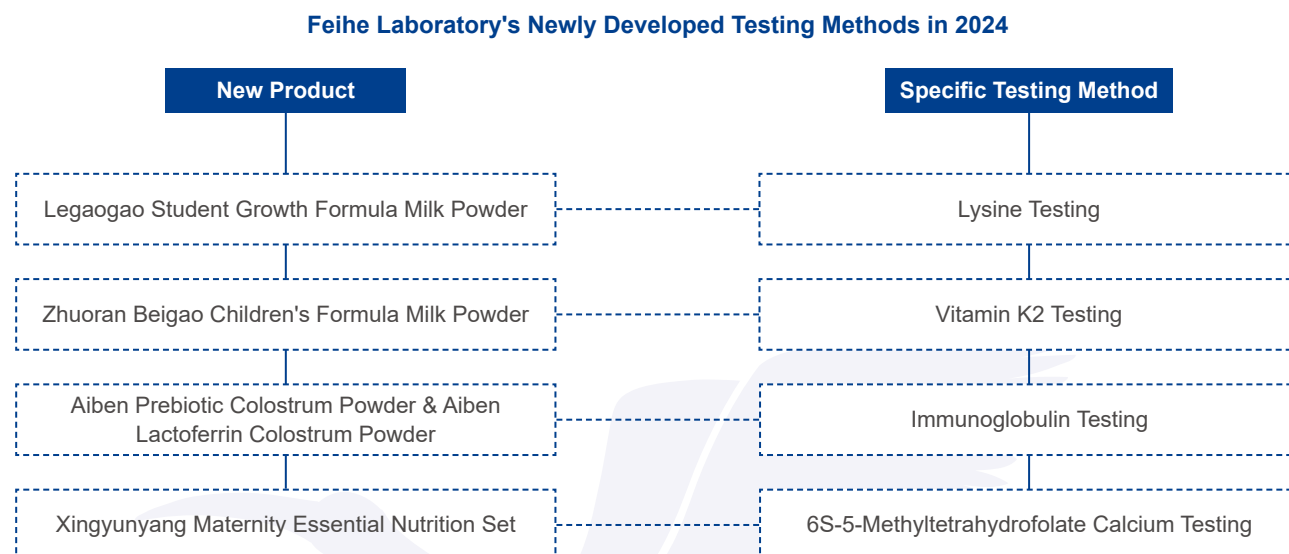 Feihe Laboratory's Newly Developed Testing Methods in 2024
New Product
Specific Testing Method
Legaogao Student Growth Formula Milk Powder
Lysine Testing
Zhuoran Beigao Children's Formula Milk Powder
Vitamin K2 Testing
Aiben Prebiotic Colostrum Powder & Aiben
Lactoferrin Colostrum Powder
Immunoglobulin Testing
Xingyunyang Maternity Essential Nutrition Set
6S-5-Methyltetrahydrofolate Calcium Testing